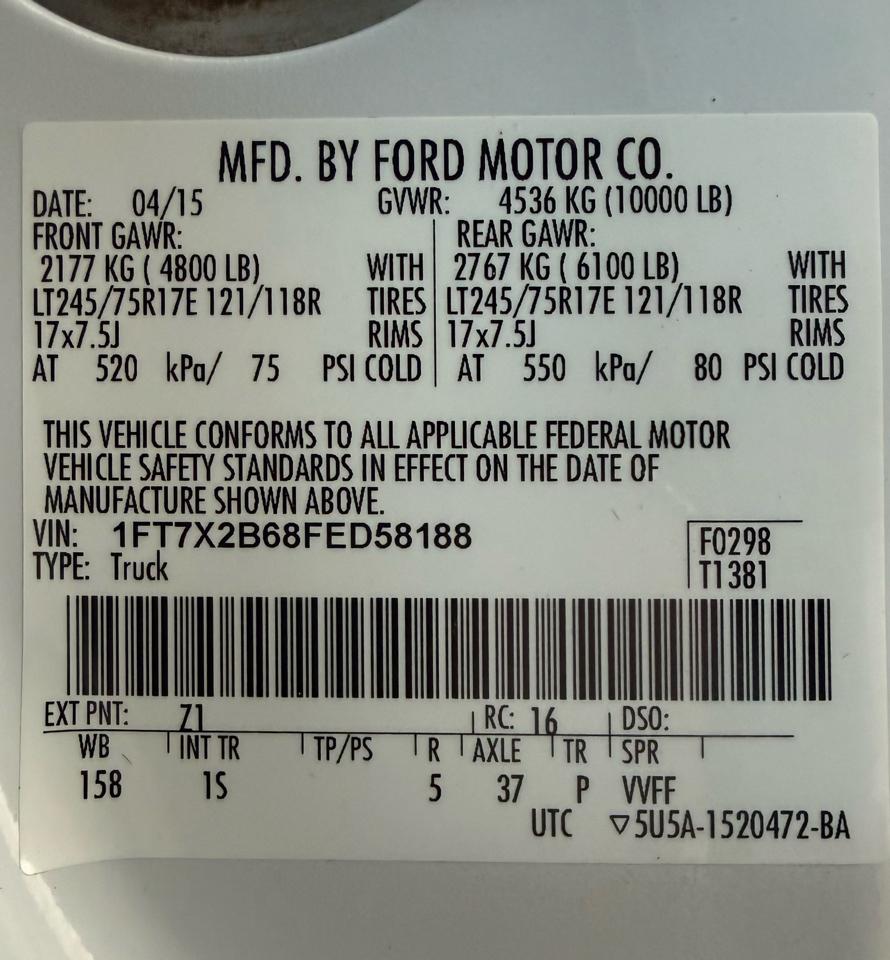 MFD. BY FORD MOTOR CO.
DATE: 04/15 GVWR: 4536 KG (10000 LB)
FRONT GAWR: REAR GAWR:
2177 KG ( 4800 LB) WITH 2767 KG ( 6100 LB) WITH
LT245/75R17E 121/118R TIRES LT245/75R17E 121/118R TIRES
17x7.5J RIMS 17x7.5J RIMS
AT 520 kPa/ 75 PSI COLD AT 550 kPa/ 80 PSI COLD
THIS VEHICLE CONFORMS TO ALL APPLICABLE FEDERAL MOTOR
VEHICLE SAFETY STANDARDS IN EFFECT ON THE DATE OF
MANUFACTURE SHOWN ABOVE.
VIN: 1FT7X2B68FED58188 F0298
TYPE: Truck T1381
EXT PNT: Z1 RC: 16 DSO:
WB INT TR TP/PS R AXLE TR SPR
158 1S 5 37 P VVFF
UTC ▽5U5A-1520472-BA